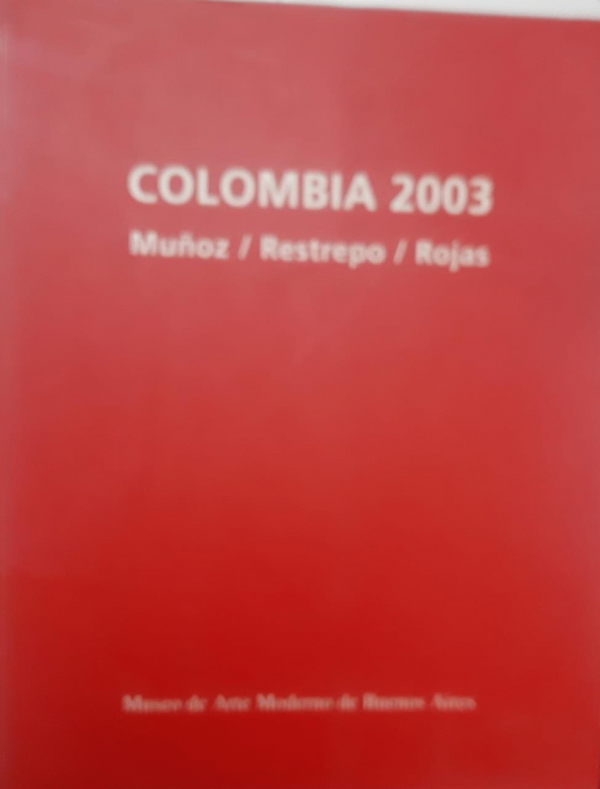 COLOMBIA 2003
Muñoz / Restrepo / Rojas
Museo de Arte Moderno de Buenos Aires